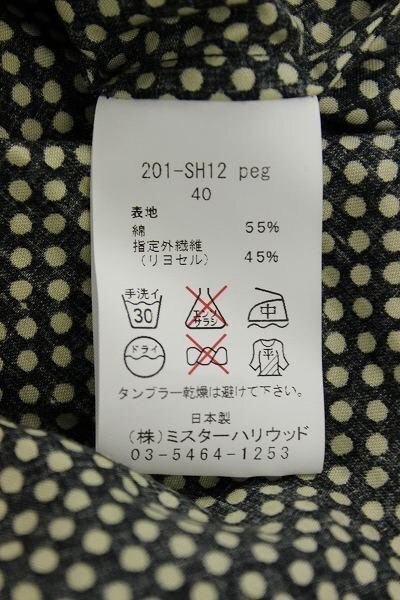 201-SH12 peg
40
表地
綿 55%
指定外繊維
(リヨセル) 45%
手洗イ
30
エンソ
サラシ
中
ドライ
平
タンブラー乾燥は避けて下さい。
日本製
(株)ミスターハリウッド
03-5464-1253